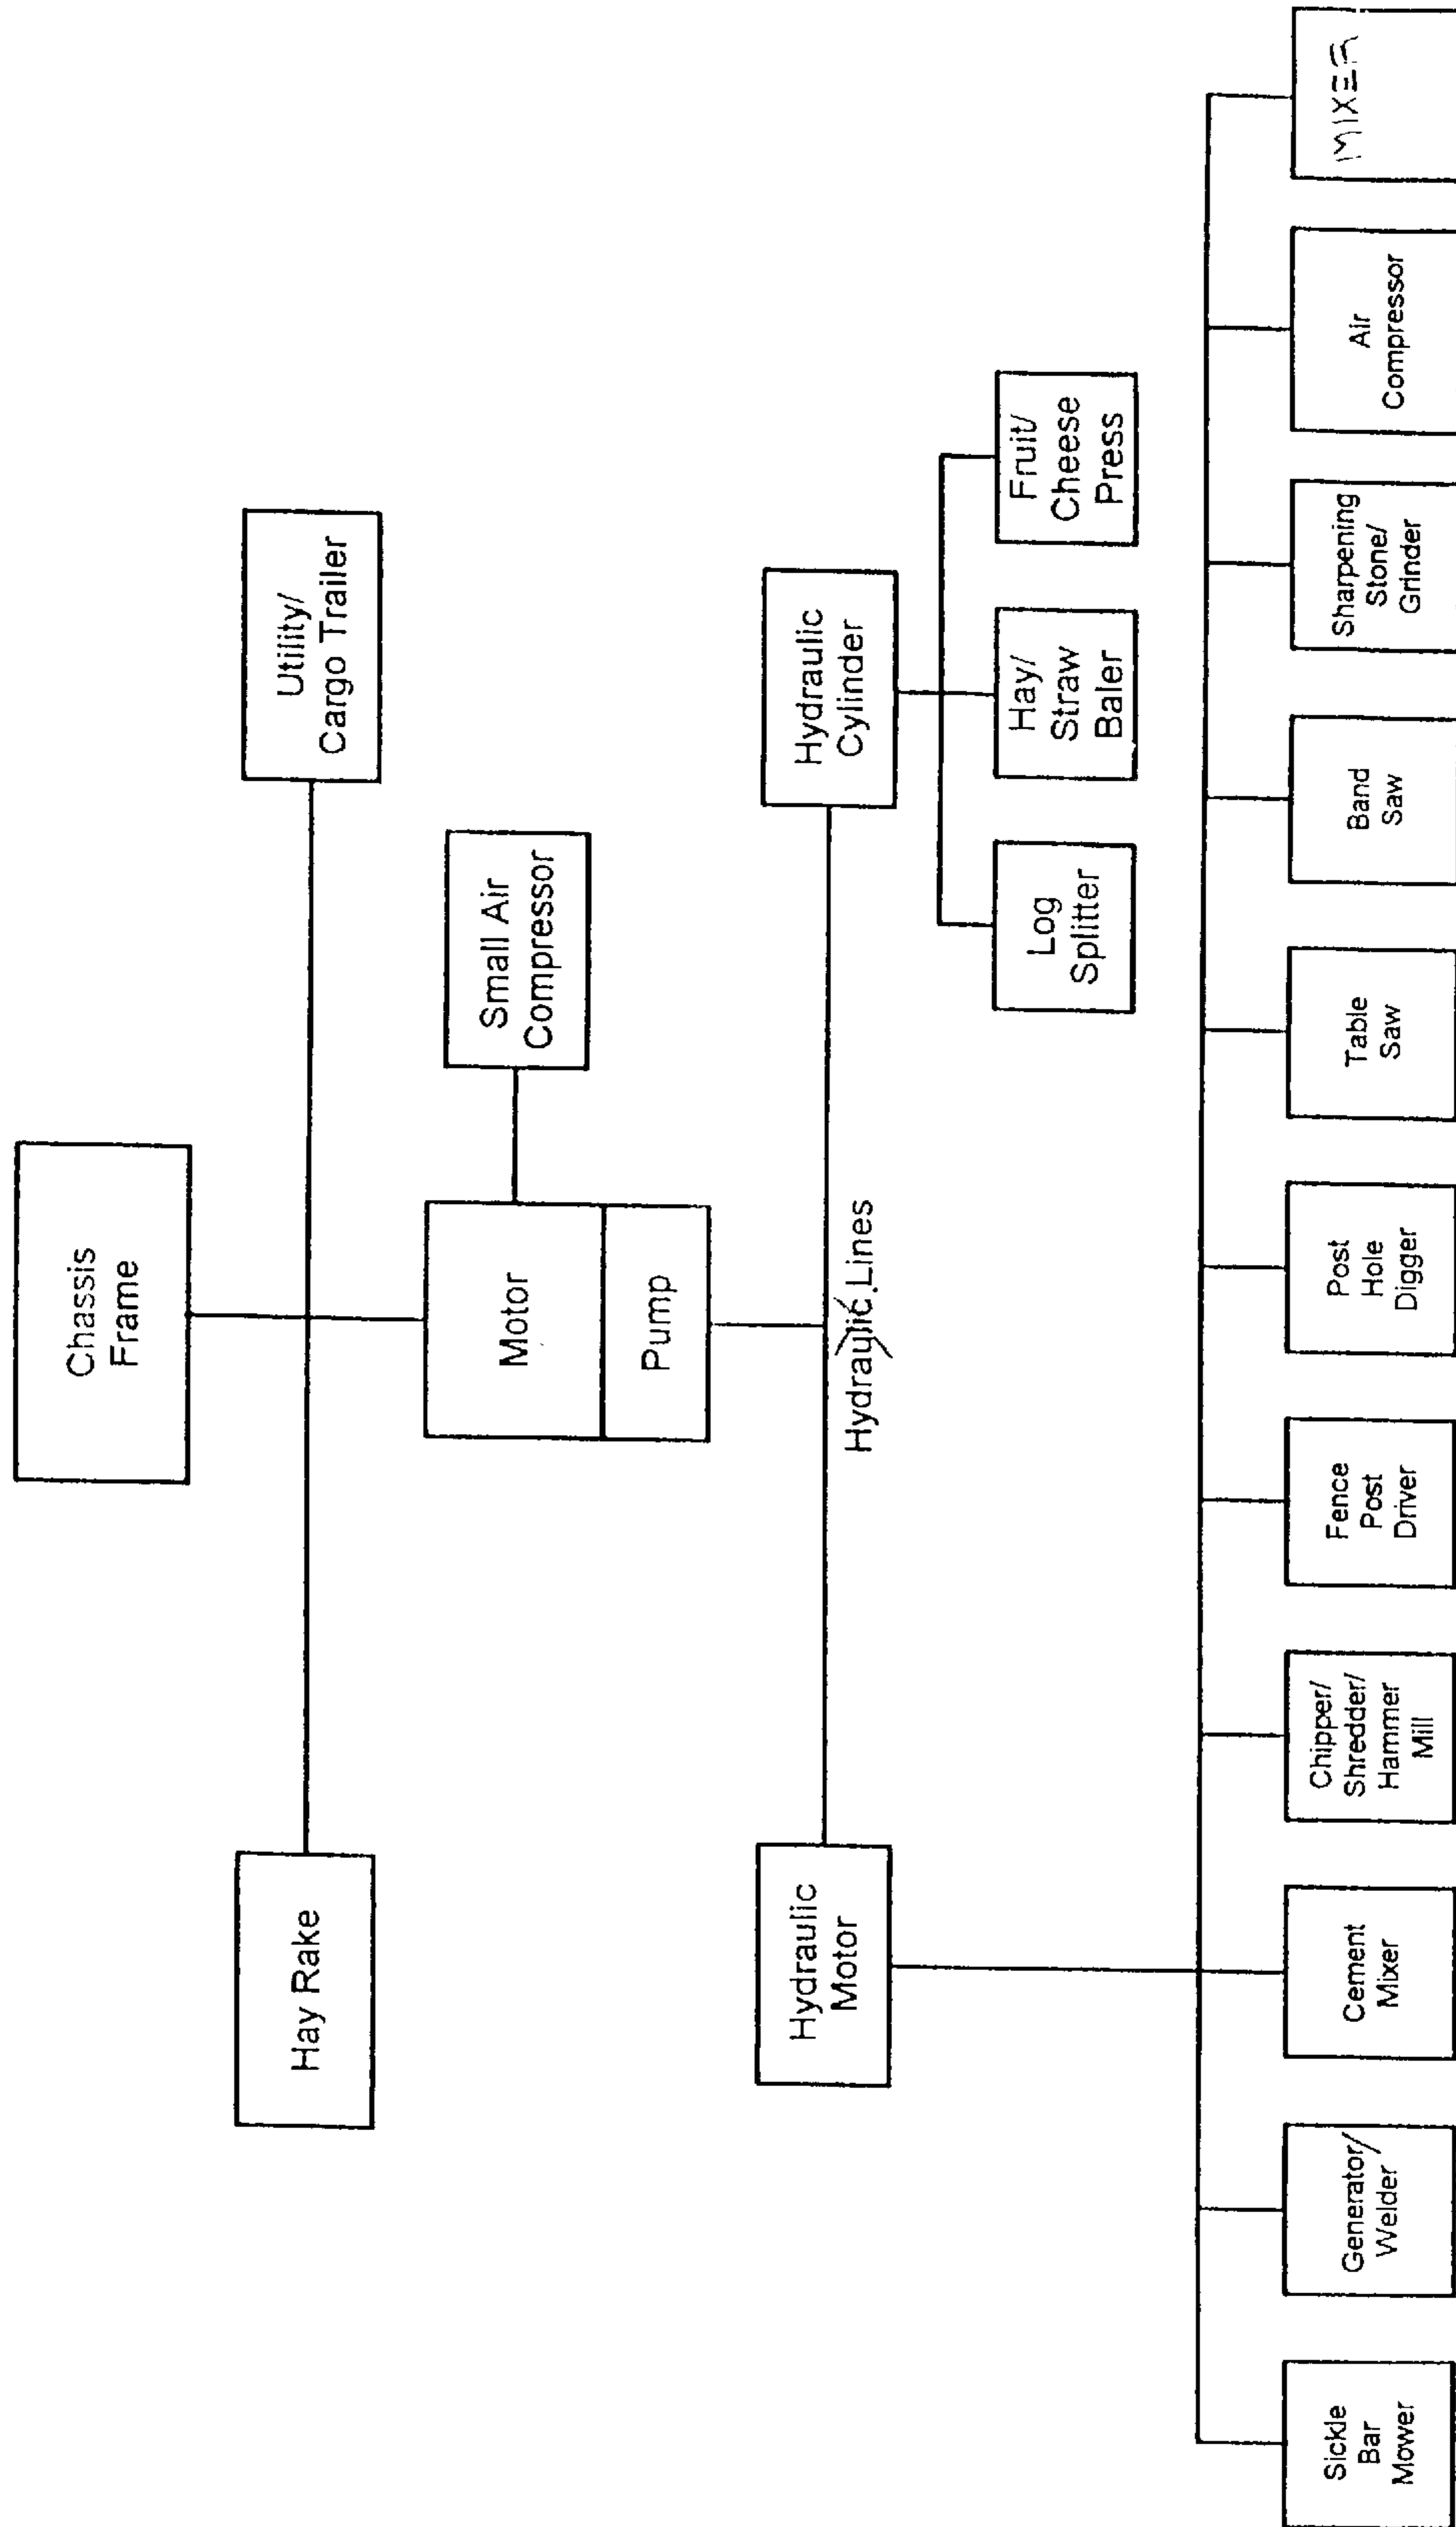 Chassis
Frame
Hay Rake
Utility/
Cargo Trailer
Motor
Small Air
Compressor
Pump
Hydraulic Lines
Hydraulic
Motor
Hydraulic
Cylinder
Log
Splitter
Hay/
Straw
Baler
Fruit/
Cheese
Press
Sickle
Bar
Mower
Generator/
Welder
Cement
Mixer
Chipper/
Shredder/
Hammer
Mill
Fence
Post
Driver
Post
Hole
Digger
Table
Saw
Band
Saw
Sharpening
Stone/
Grinder
Air
Compressor
MIXER